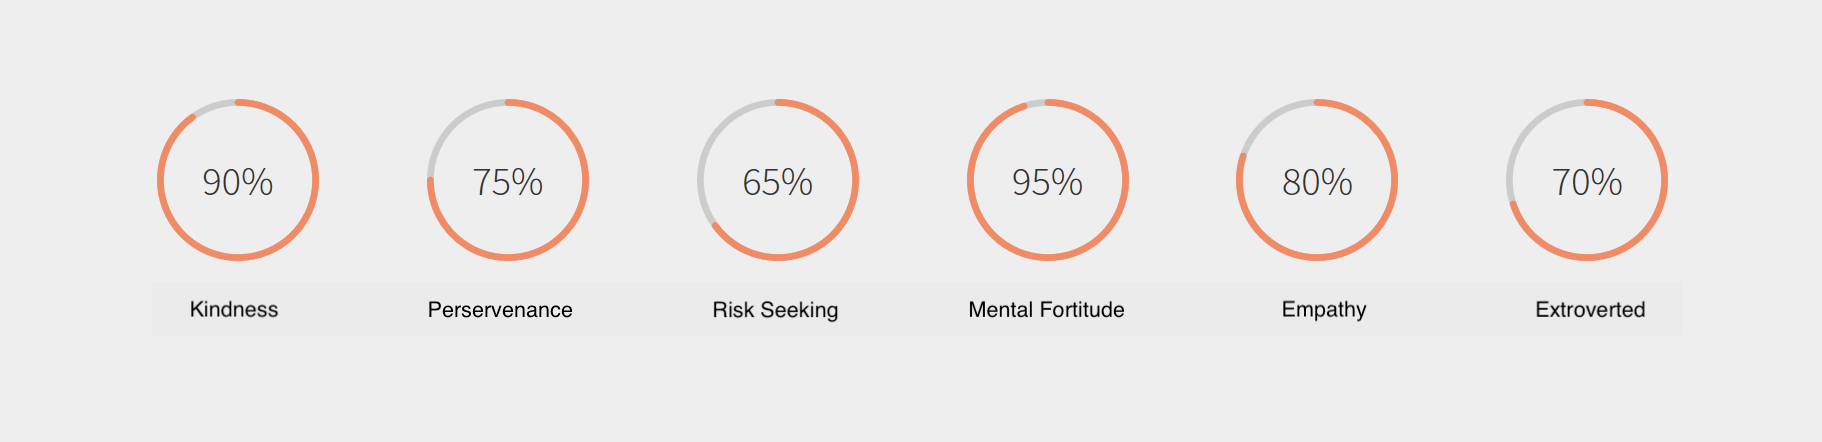 90% 75% 65% 95% 80% 70%
Kindness Perservenance Risk Seeking Mental Fortitude Empathy Extroverted